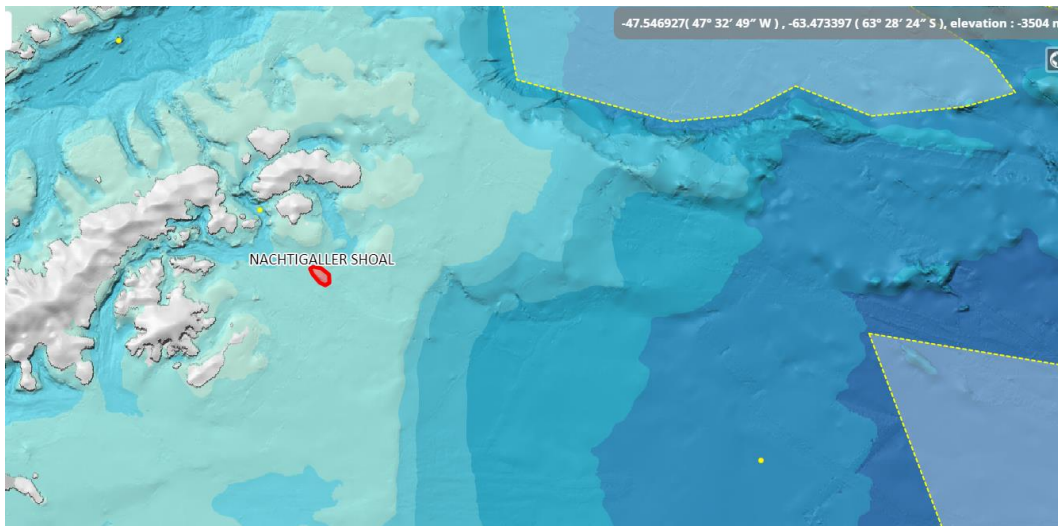 -47.546927( 47° 32′ 49″ W ) , -63.473397 ( 63° 28′ 24″ S ), elevation : -3504 m
NACHTIGALLER SHOAL